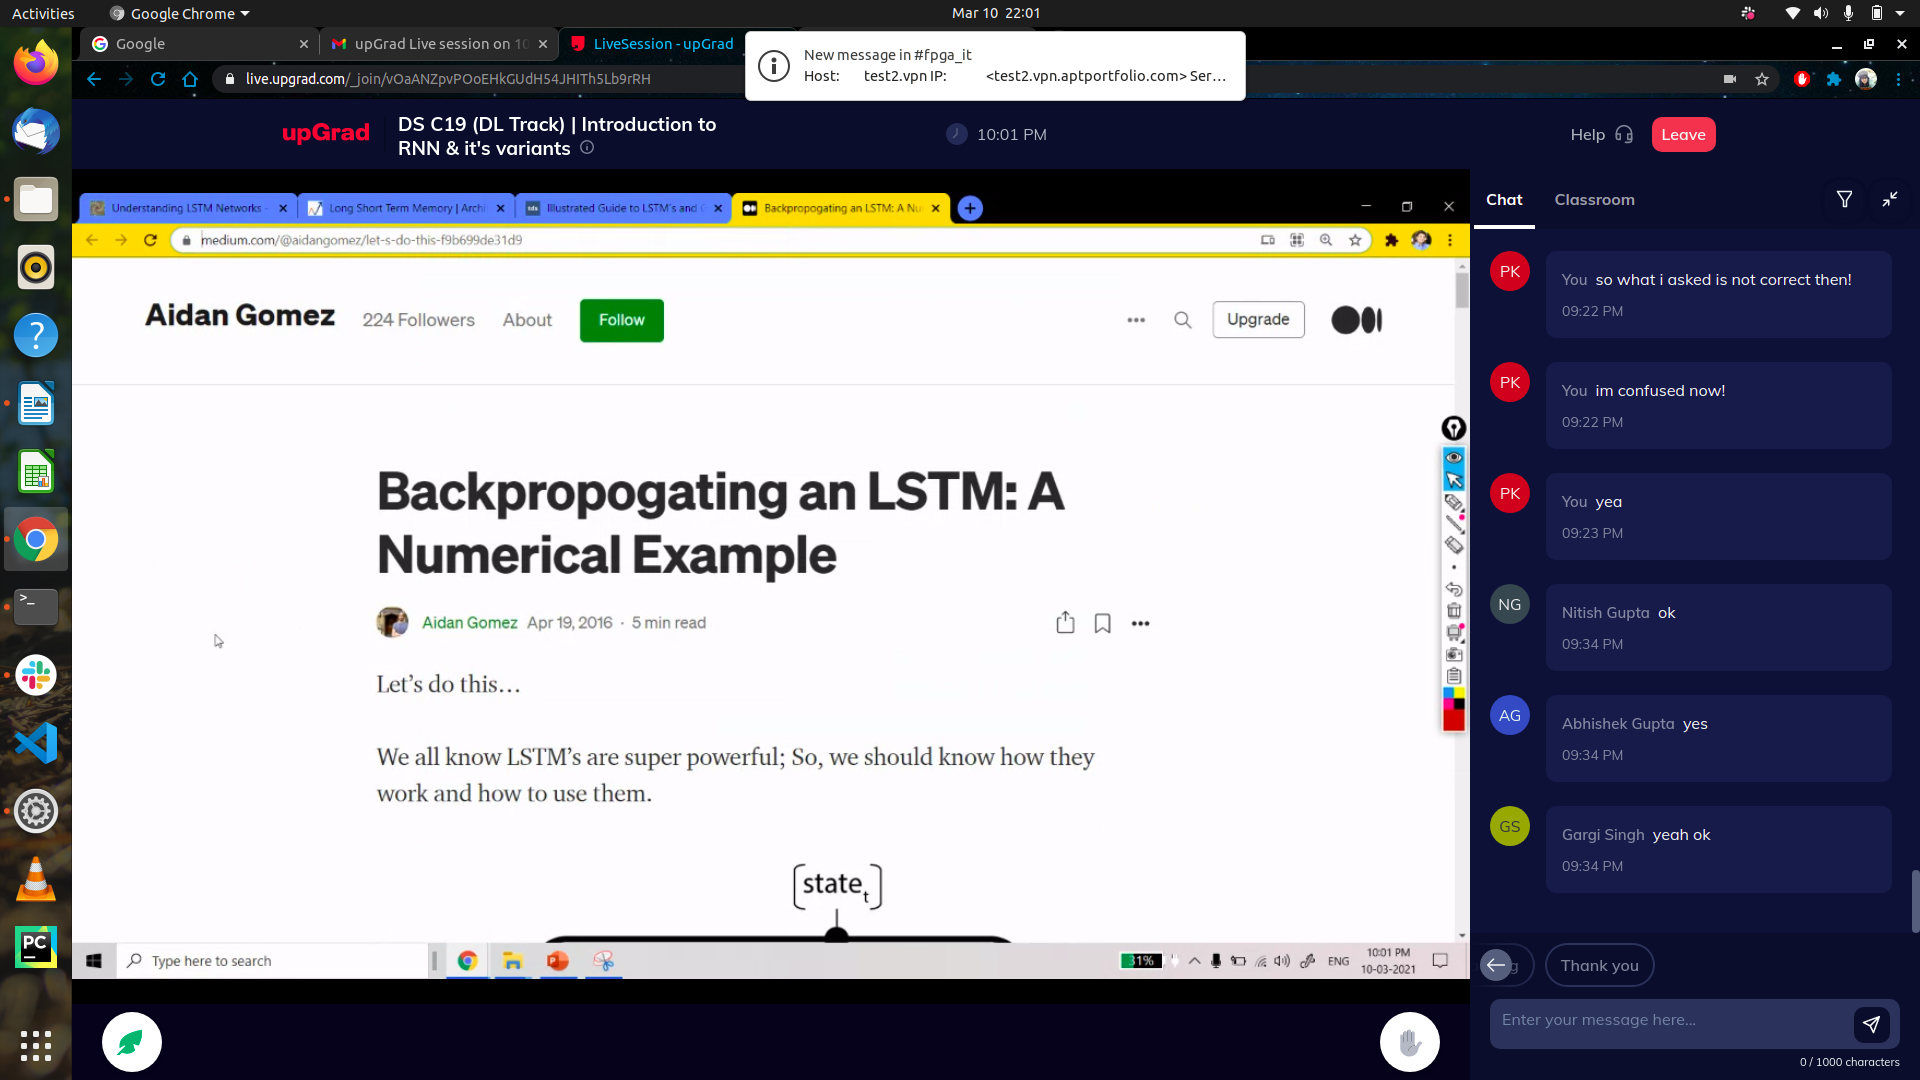 Activities
Google Chrome
Mar 10 22:01
Google
upGrad Live session on 10
LiveSession - upGrad
New message in #fpga_it
Host: test2.vpn IP: <test2.vpn.aptportfolio.com> Ser...
live.upgrad.com/_join/vOaANZpvPOoEHkGUdH54JHITh5Lb9rRH
upGrad
DS C19 (DL Track) | Introduction to
RNN & it's variants
10:01 PM
Help
Leave
Understanding LSTM Networks -
Long Short Term Memory | Archi
Illustrated Guide to LSTM's and G
Backpropogating an LSTM: A Nu
medium.com/@aidangomez/let-s-do-this-f9b699de31d9
Aidan Gomez
224 Followers
About
Follow
Upgrade
Backpropogating an LSTM: A
Numerical Example
Aidan Gomez Apr 19, 2016 · 5 min read
Let's do this…
We all know LSTM's are super powerful; So, we should know how they
work and how to use them.
[state t]
Type here to search
31%
ENG
10:01 PM
10-03-2021
Chat
Classroom
PK
You so what i asked is not correct then!
09:22 PM
PK
You im confused now!
09:22 PM
PK
You yea
09:23 PM
NG
Nitish Gupta ok
09:34 PM
AG
Abhishek Gupta yes
09:34 PM
GS
Gargi Singh yeah ok
09:34 PM
Thank you
Enter your message here...
0 / 1000 characters
PC